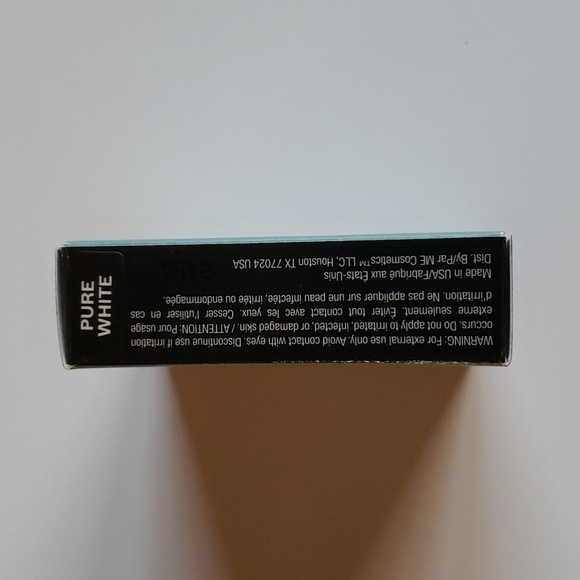 PURE
WHITE
WARNING: For external use only. Avoid contact with eyes. Discontinue use if irritation
occurs. Do not apply to irritated, infected, or damaged skin. / ATTENTION: Pour usage
externe seulement. Éviter tout contact avec les yeux. Cesser l'utiliser en cas
d'irritation. Ne pas appliquer sur une peau infectée, irritée ou endommagée.
Made in USA/Fabriqué aux États-Unis
Dist. By/Par ME Cosmetics™ LLC, Houston TX 77024 USA